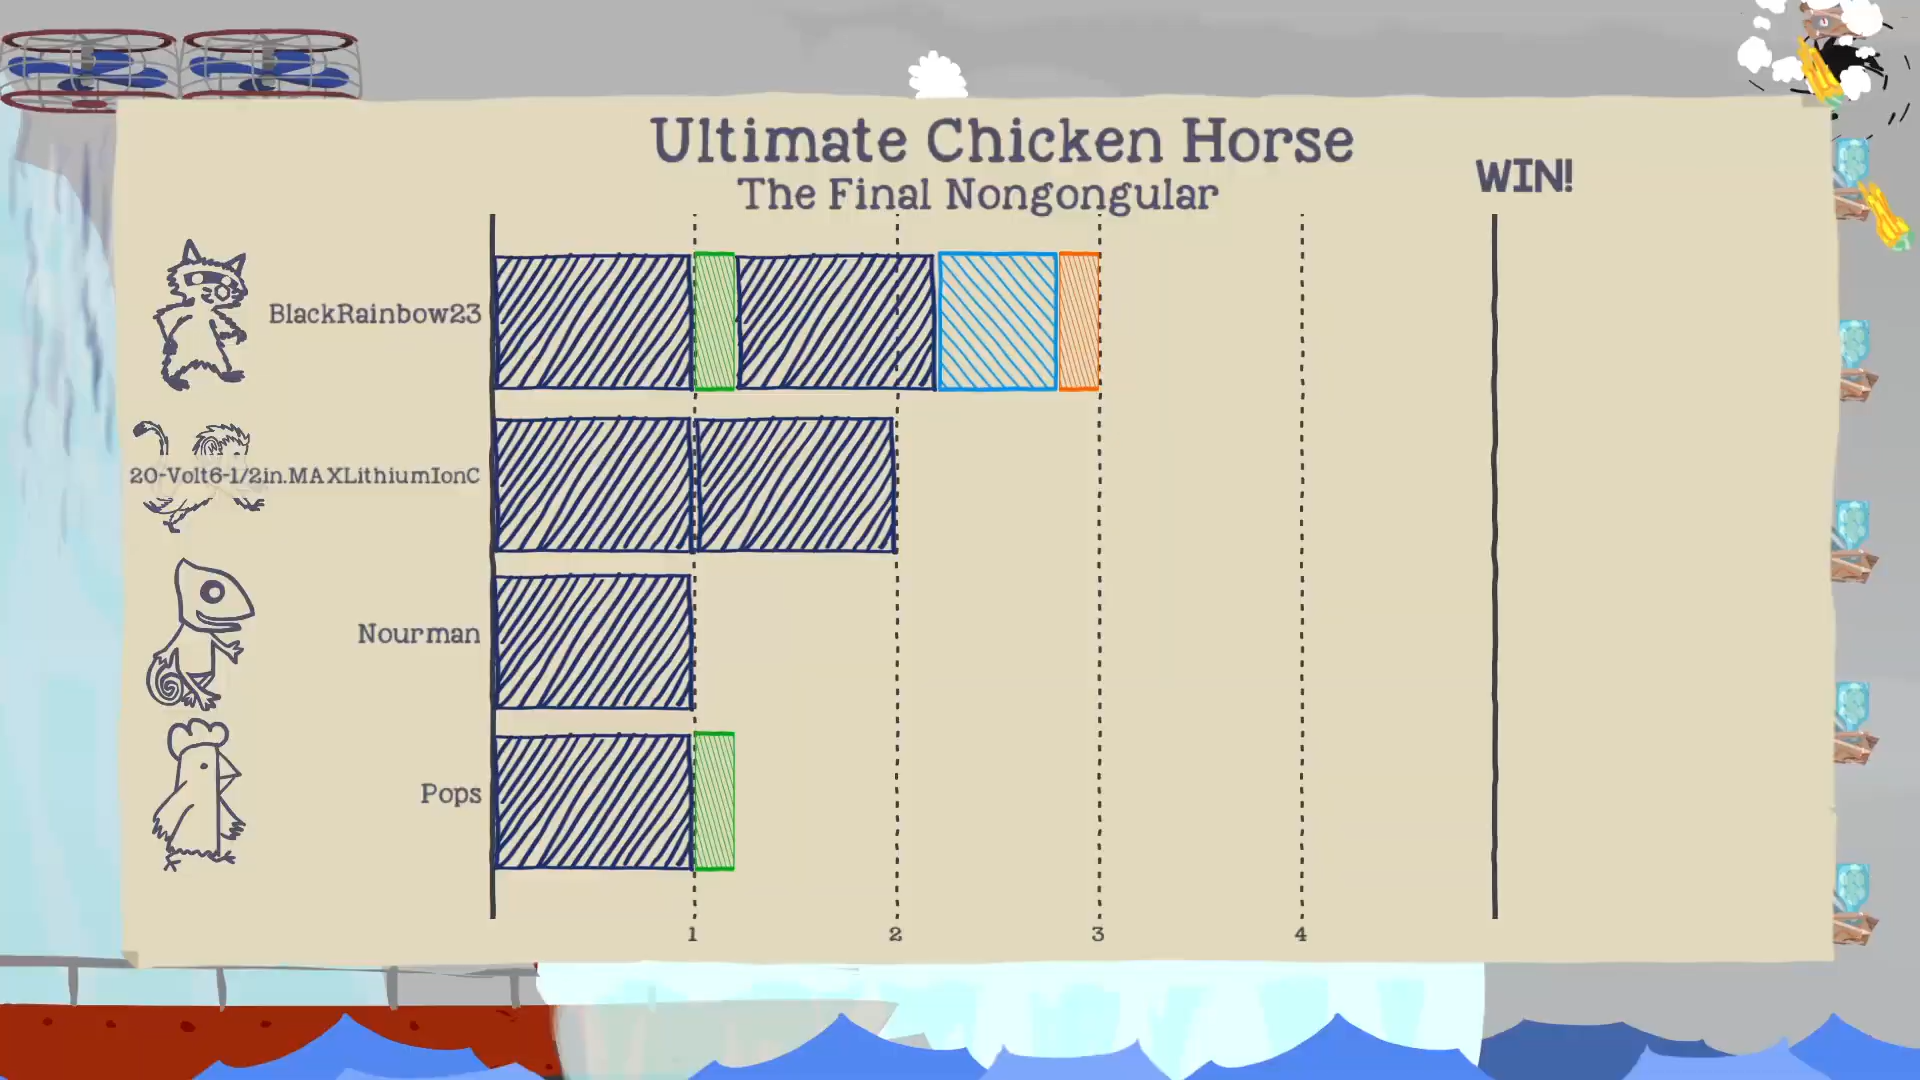 Ultimate Chicken Horse
The Final Nongongular
WIN!
BlackRainbow23
20-Volt6-1/2in.MAXLithiumIonC
Nourman
Pops
1 2 3 4